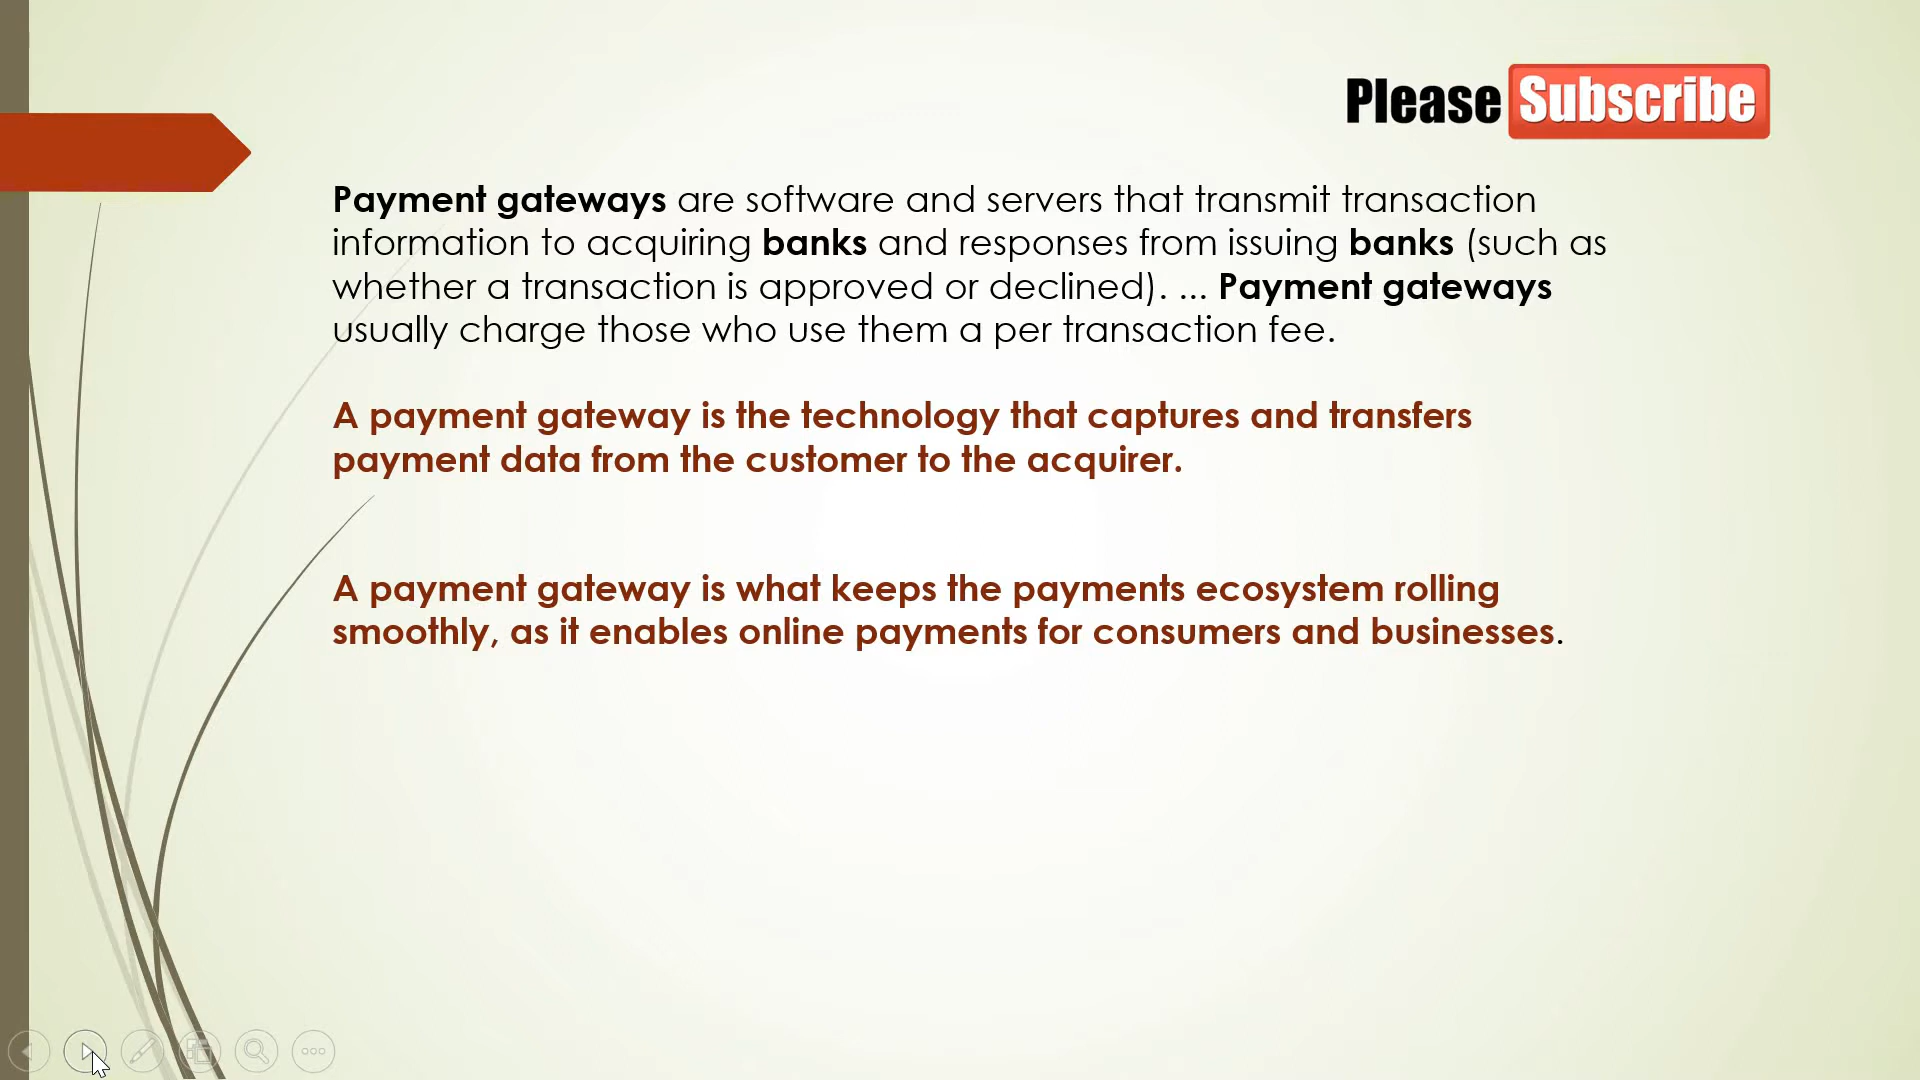 Please Subscribe
Payment gateways are software and servers that transmit transaction
information to acquiring banks and responses from issuing banks (such as
whether a transaction is approved or declined). ... Payment gateways
usually charge those who use them a per transaction fee.
A payment gateway is the technology that captures and transfers
payment data from the customer to the acquirer.
A payment gateway is what keeps the payments ecosystem rolling
smoothly, as it enables online payments for consumers and businesses.